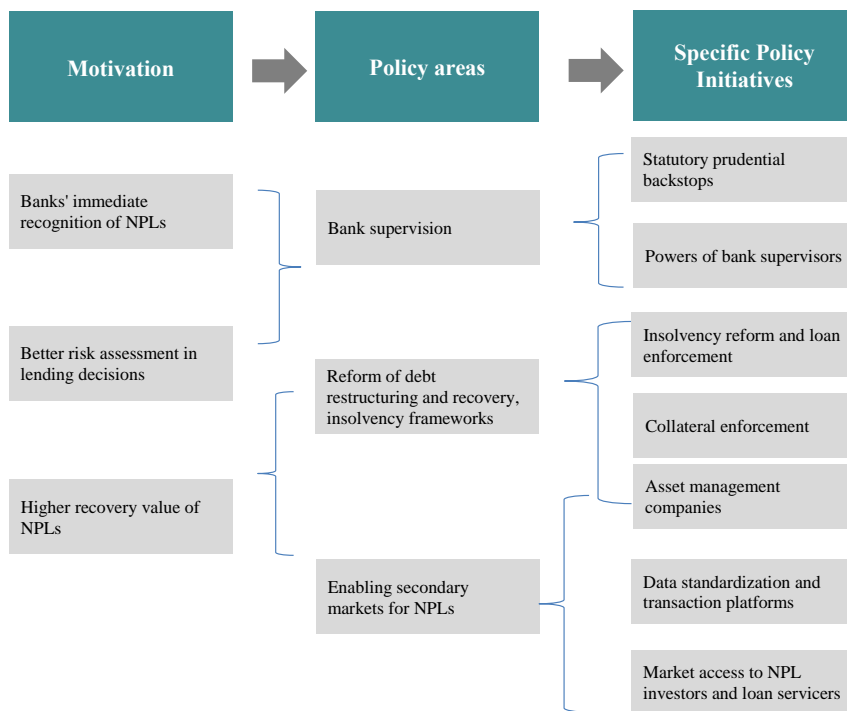 Motivation
Policy areas
Specific Policy
Initiatives
Banks' immediate
recognition of NPLs
Better risk assessment in
lending decisions
Higher recovery value of
NPLs
Bank supervision
Reform of debt
restructuring and recovery,
insolvency frameworks
Enabling secondary
markets for NPLs
Statutory prudential
backstops
Powers of bank supervisors
Insolvency reform and loan
enforcement
Collateral enforcement
Asset management
companies
Data standardization and
transaction platforms
Market access to NPL
investors and loan servicers